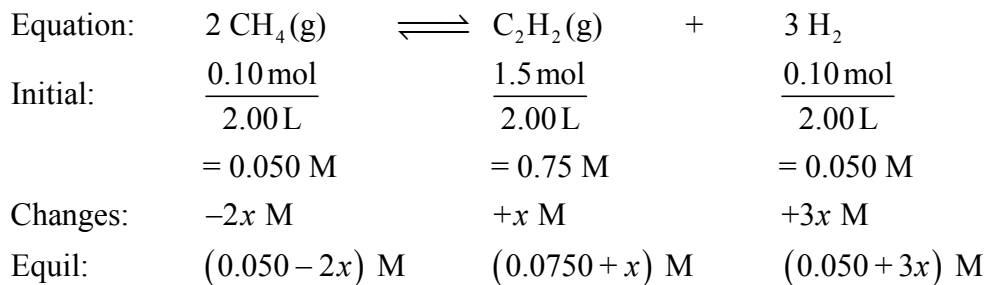 Equation: 2 CH₄(g) ⇌ C₂H₂(g) + 3 H₂
Initial: 0.10 mol/2.00 L 1.5 mol/2.00 L 0.10 mol/2.00 L
= 0.050 M = 0.75 M = 0.050 M
Changes: –2x M +x M +3x M
Equil: (0.050 – 2x) M (0.0750 + x) M (0.050 + 3x) M